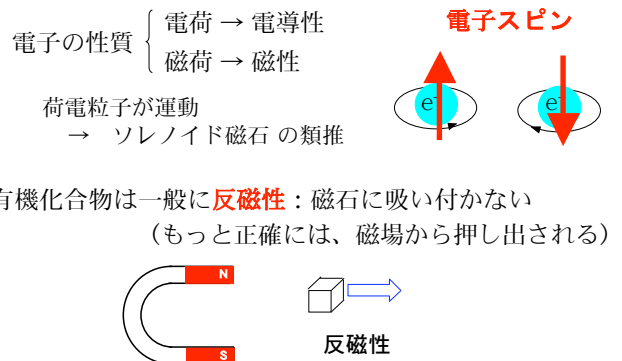 電子スピン
電子の性質
電荷 → 電導性
磁荷 → 磁性
e-
e-
荷電粒子が運動
→ ソレノイド磁石 の類推
有機化合物は一般に反磁性：磁石に吸い付かない
（もっと正確には、磁場から押し出される）
N
S
反磁性